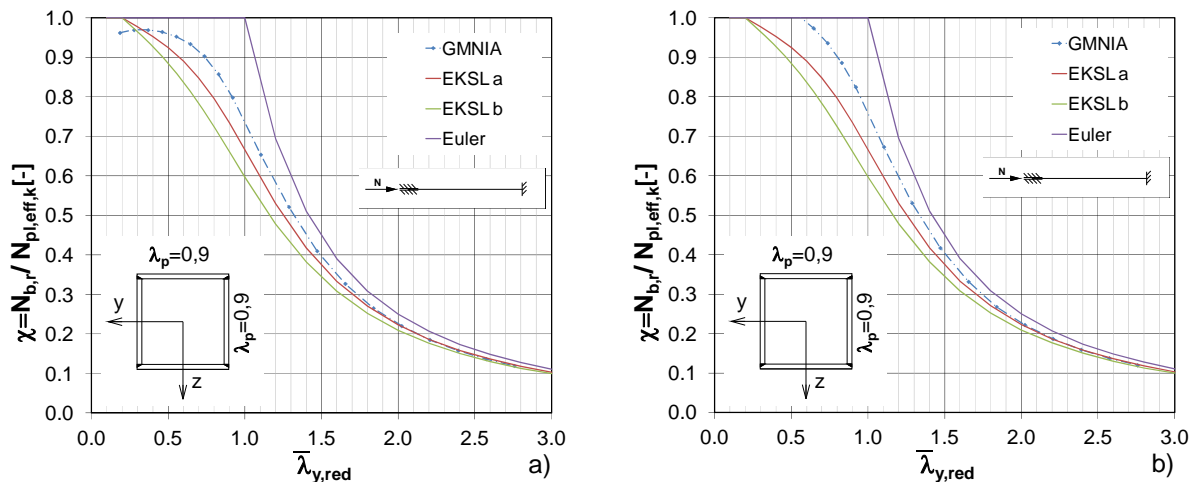 χ=N_b,r/ N_pl,eff,k[-]
1.0
0.9
0.8
0.7
0.6
0.5
0.4
0.3
0.2
0.1
0.0
GMNIA
EKSL a
EKSL b
Euler
N
λ_p=0,9
λ_p=0,9
y
z
0.0 0.5 1.0 1.5 2.0 2.5 3.0
λ̅_y,red
a)
χ=N_b,r/ N_pl,eff,k[-]
1.0
0.9
0.8
0.7
0.6
0.5
0.4
0.3
0.2
0.1
0.0
GMNIA
EKSL a
EKSL b
Euler
N
λ_p=0,9
λ_p=0,9
y
z
0.0 0.5 1.0 1.5 2.0 2.5 3.0
λ̅_y,red
b)